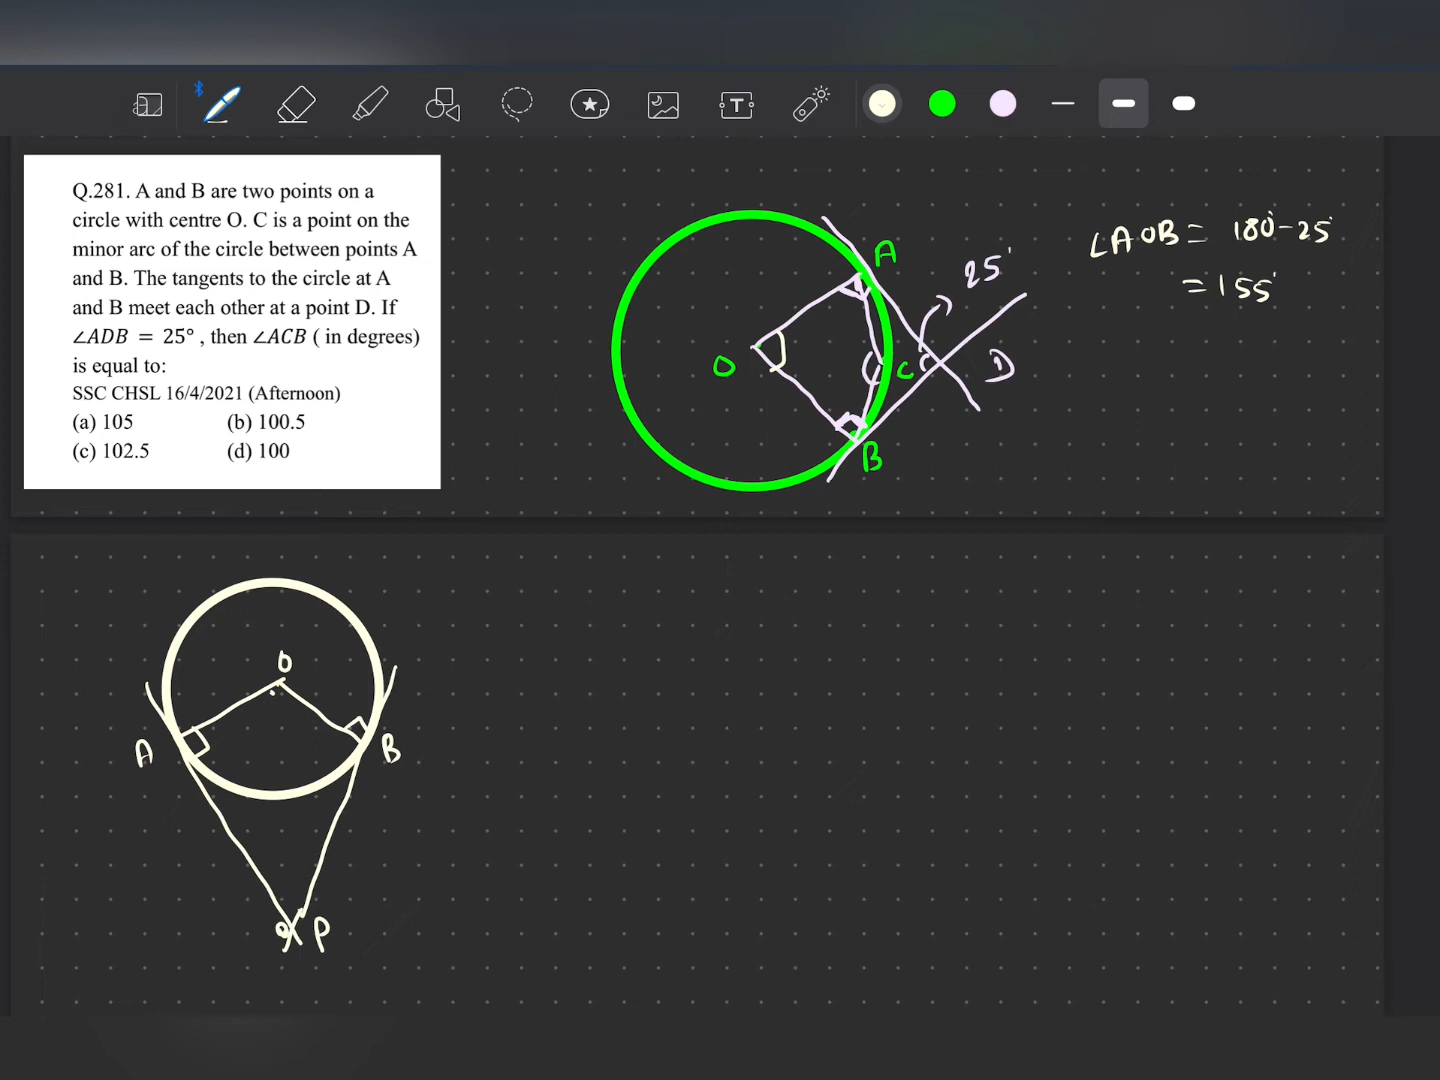 Q.281. A and B are two points on a
circle with centre O. C is a point on the
minor arc of the circle between points A
and B. The tangents to the circle at A
and B meet each other at a point D. If
∠ADB = 25° , then ∠ACB ( in degrees)
is equal to:
SSC CHSL 16/4/2021 (Afternoon)
(a) 105 (b) 100.5
(c) 102.5 (d) 100
A
25°
O
C
D
B
∠AOB = 180°-25°
= 155°
O
A
B
P
T